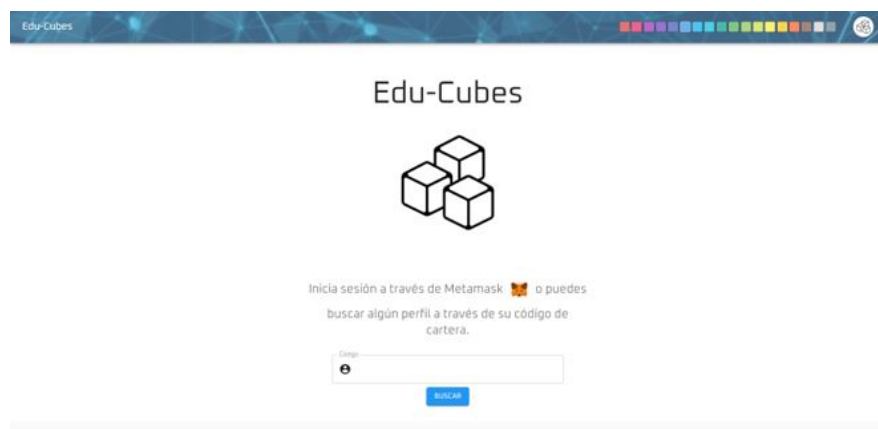 Edu-Cubes
Edu-Cubes
Inicia sesión a través de Metamask o puedes
buscar algún perfil a través de su código de
cartera.
Código
BUSCAR